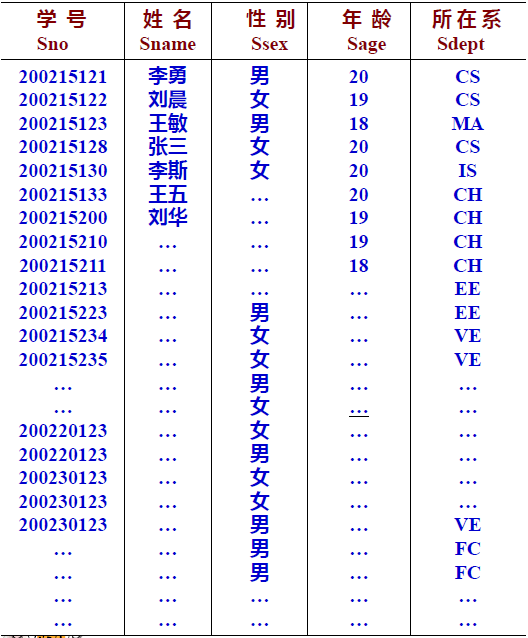 学 号 姓 名 性 别 年 龄 所 在 系
Sno Sname Ssex Sage Sdept
200215121 李勇 男 20 CS
200215122 刘晨 女 19 CS
200215123 王敏 男 18 MA
200215128 张三 女 20 CS
200215130 李斯 女 20 IS
200215133 王五 … 20 CH
200215200 刘华 … 19 CH
200215210 … … 19 CH
200215211 … … 18 CH
200215213 … … … EE
200215223 … 男 … EE
200215234 … 女 … VE
200215235 … 女 … VE
… … 男 … …
… … 女 … …
200220123 … 女 … …
200220123 … 男 … …
200230123 … 女 … …
200230123 … 女 … …
200230123 … 男 … VE
… … 男 … FC
… … 男 … FC
… … … … …
… … … … …